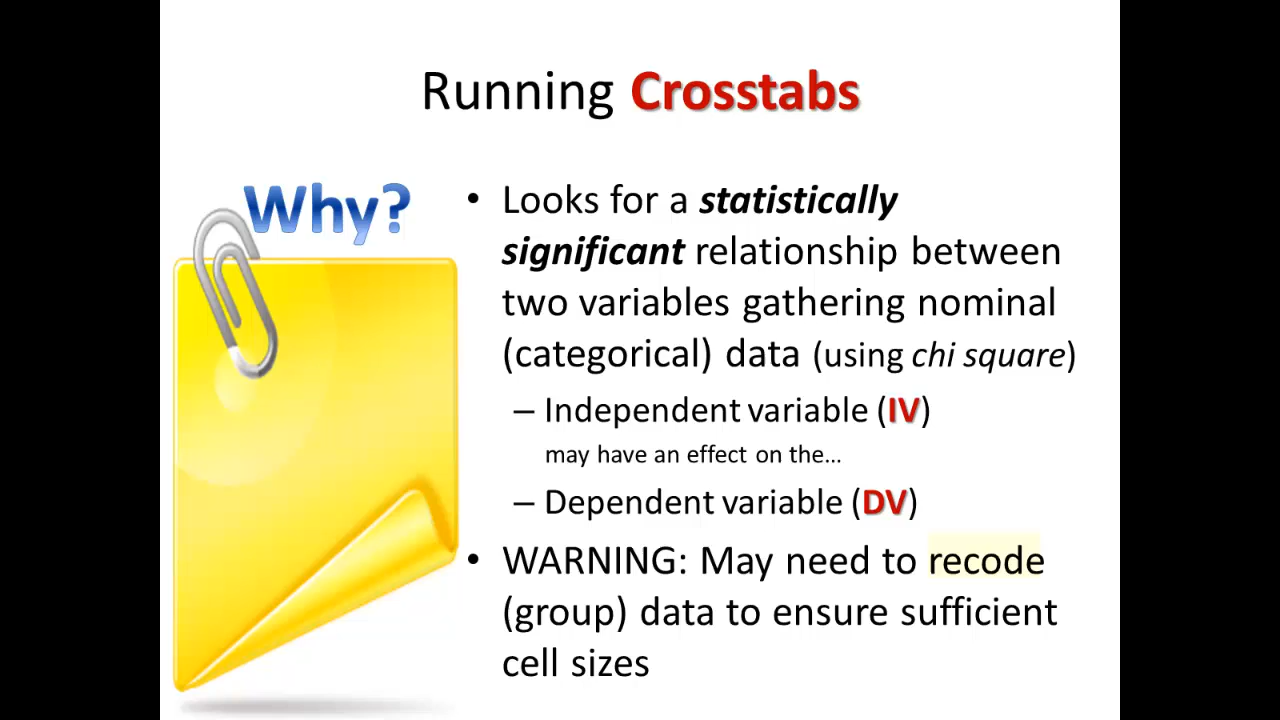 Running Crosstabs
Why?
• Looks for a statistically
significant relationship between
two variables gathering nominal
(categorical) data (using chi square)
– Independent variable (IV)
may have an effect on the…
– Dependent variable (DV)
• WARNING: May need to recode
(group) data to ensure sufficient
cell sizes